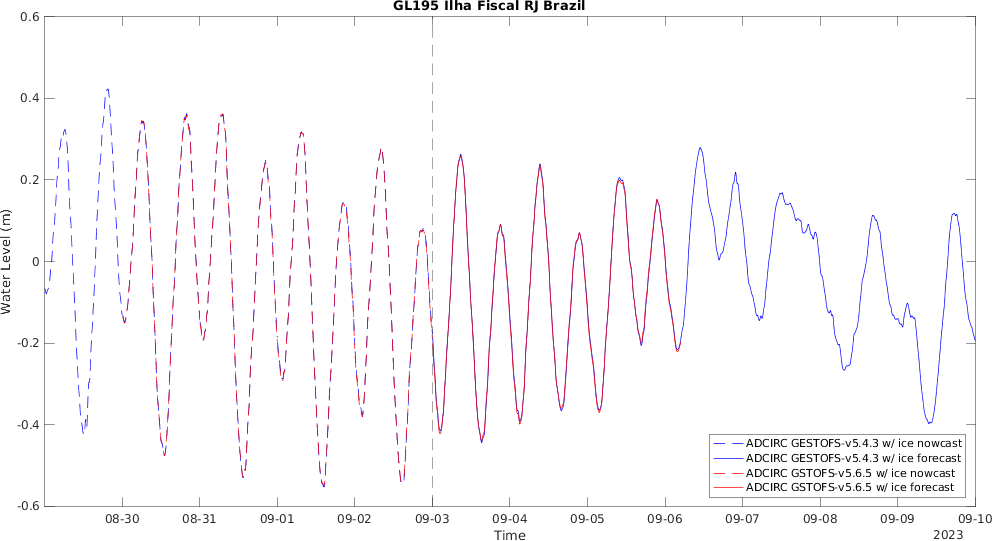 GL195 Ilha Fiscal RJ Brazil
0.6
0.4
0.2
0
-0.2
-0.4
-0.6
Water Level (m)
08-30 08-31 09-01 09-02 09-03 09-04 09-05 09-06 09-07 09-08 09-09 09-10
Time
2023
ADCIRC GESTOFS-v5.4.3 w/ ice nowcast
ADCIRC GESTOFS-v5.4.3 w/ ice forecast
ADCIRC GSTOFS-v5.6.5 w/ ice nowcast
ADCIRC GSTOFS-v5.6.5 w/ ice forecast